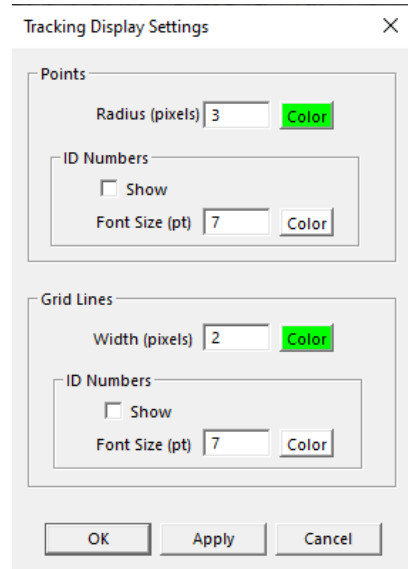 Tracking Display Settings
Points
Radius (pixels) 3 Color
ID Numbers
Show
Font Size (pt) 7 Color
Grid Lines
Width (pixels) 2 Color
ID Numbers
Show
Font Size (pt) 7 Color
OK Apply Cancel